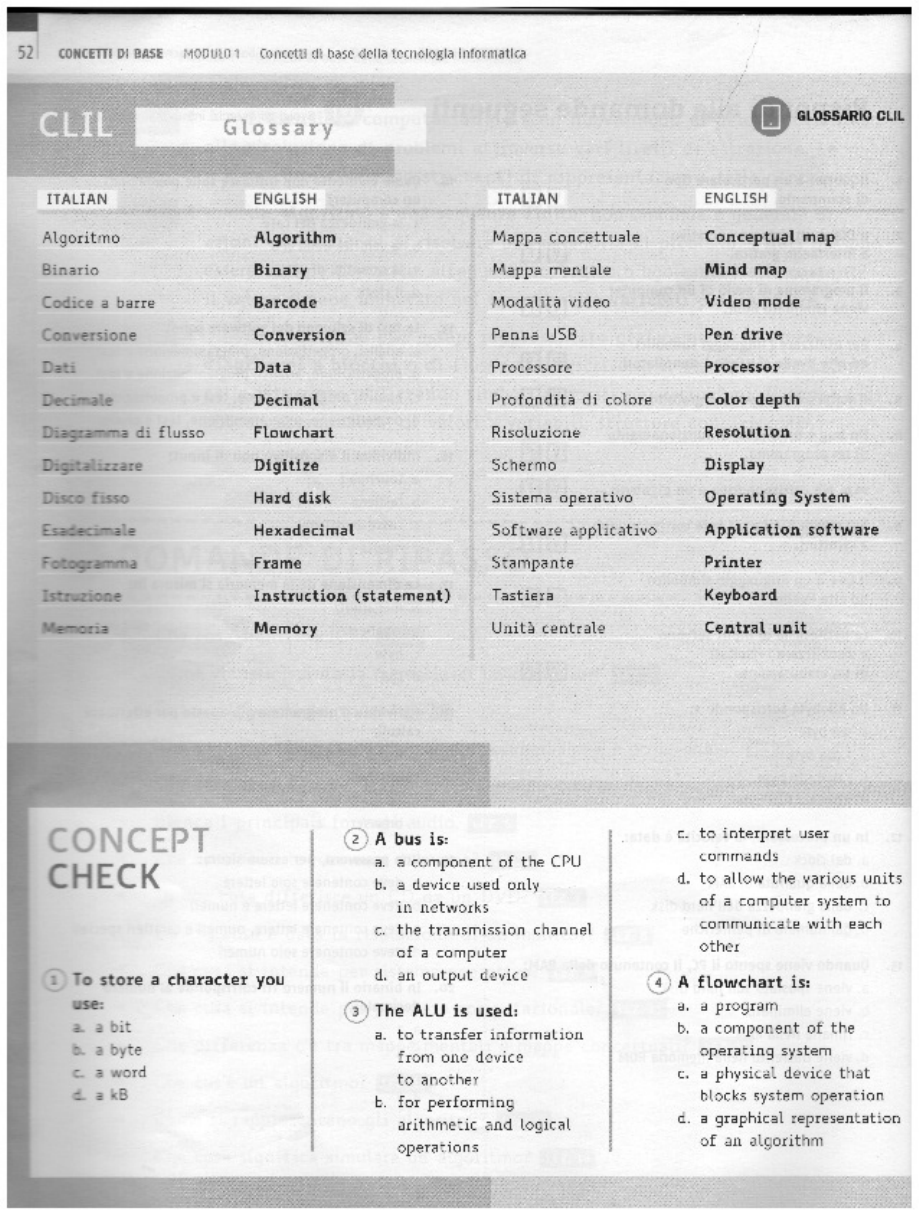 52 CONCETTI DI BASE MODULO 1 Concetti di base della tecnologia informatica
CLIL Glossary
GLOSSARIO CLIL
ITALIAN ENGLISH
Algoritmo Algorithm
Binario Binary
Codice a barre Barcode
Conversione Conversion
Dati Data
Decimale Decimal
Diagramma di flusso Flowchart
Digitalizzare Digitize
Disco fisso Hard disk
Esadecimale Hexadecimal
Fotogramma Frame
Istruzione Instruction (statement)
Memoria Memory
ITALIAN ENGLISH
Mappa concettuale Conceptual map
Mappa mentale Mind map
Modalità video Video mode
Penna USB Pen drive
Processore Processor
Profondità di colore Color depth
Risoluzione Resolution
Schermo Display
Sistema operativo Operating System
Software applicativo Application software
Stampante Printer
Tastiera Keyboard
Unità centrale Central unit
CONCEPT
CHECK
1 To store a character you
use:
a. a bit
b. a byte
c. a word
d. a kB
2 A bus is:
a. a component of the CPU
b. a device used only
in networks
c. the transmission channel
of a computer
d. an output device
3 The ALU is used:
a. to transfer information
from one device
to another
b. for performing
arithmetic and logical
operations
c. to interpret user
commands
d. to allow the various units
of a computer system to
communicate with each
other
4 A flowchart is:
a. a program
b. a component of the
operating system
c. a physical device that
blocks system operation
d. a graphical representation
of an algorithm